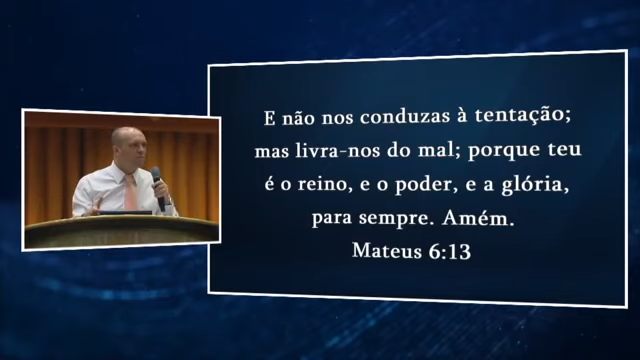 E não nos conduzas à tentação;
mas livra-nos do mal; porque teu
é o reino, e o poder, e a glória,
para sempre. Amém.
Mateus 6:13